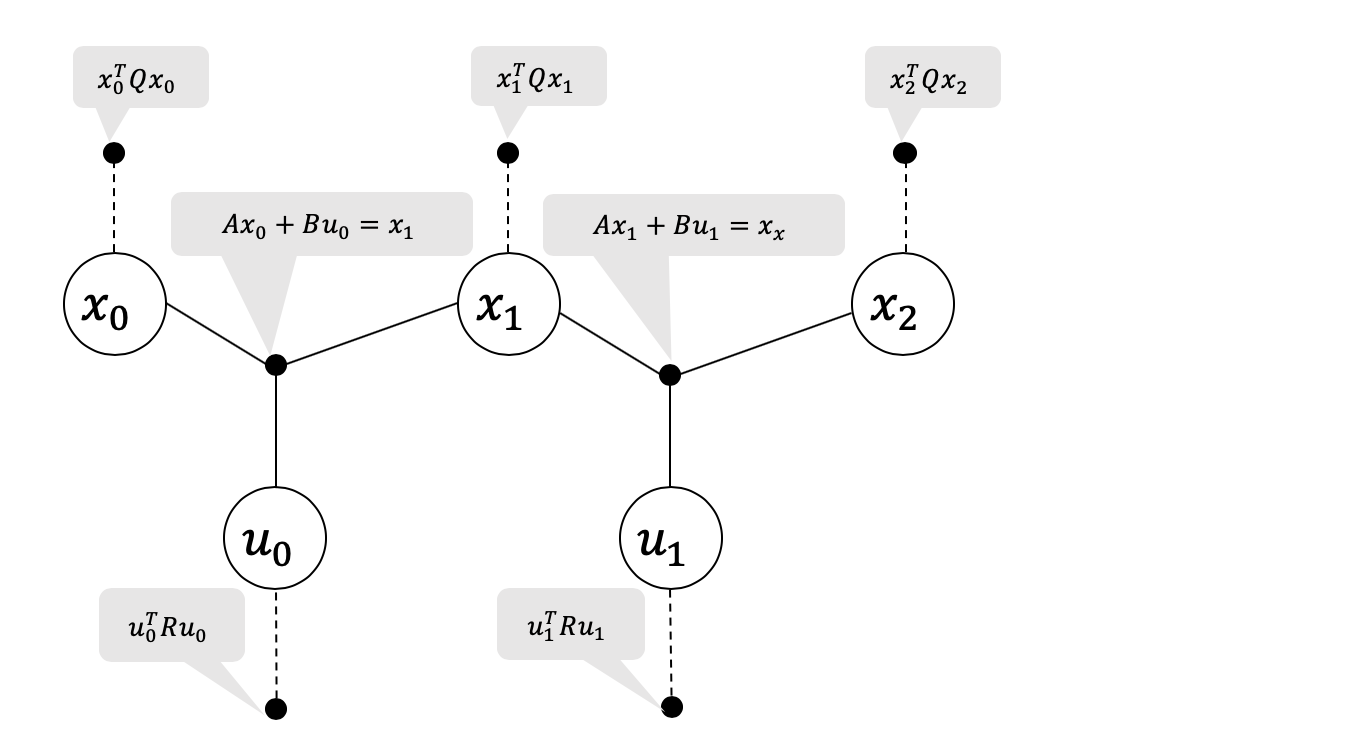 $x_0^T Q x_0$
$x_1^T Q x_1$
$x_2^T Q x_2$
$Ax_0 + Bu_0 = x_1$
$Ax_1 + Bu_1 = x_x$
$x_0$
$x_1$
$x_2$
$u_0$
$u_1$
$u_0^T R u_0$
$u_1^T R u_1$